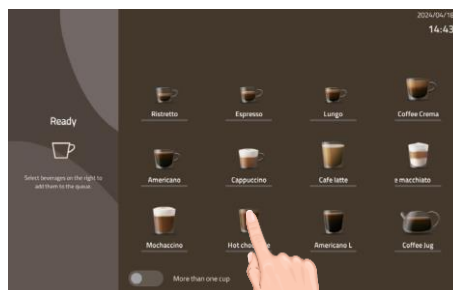 2024/04/18
14:43
Ready
Select beverages on the right to
add them to the queue.
Ristretto
Espresso
Lungo
Coffee Crema
Americano
Cappuccino
Cafe latte
e macchiato
Mochaccino
Hot cho
Americano L
Coffee Jug
More than one cup